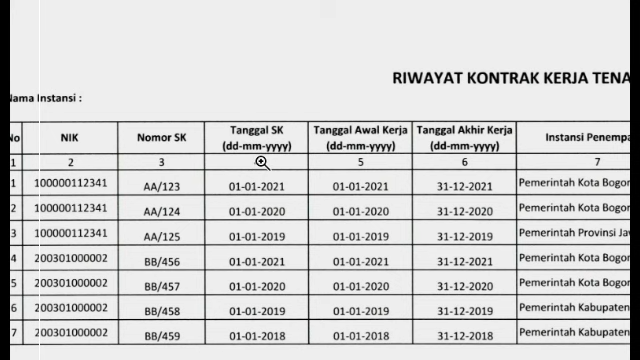 RIWAYAT KONTRAK KERJA
Nama Instansi :
No NIK Nomor SK Tanggal SK (dd-mm-yyyy) Tanggal Awal Kerja (dd-mm-yyyy) Tanggal Akhir Kerja (dd-mm-yyyy) Instansi
1 2 3 5 6 7
1 100000112341 AA/123 01-01-2021 01-01-2021 31-12-2021 Pemerintah Kota Bogor
2 100000112341 AA/124 01-01-2020 01-01-2020 31-12-2020 Pemerintah Kota Bogor
3 100000112341 AA/125 01-01-2019 01-01-2019 31-12-2019 Pemerintah Provinsi
4 200301000002 BB/456 01-01-2021 01-01-2021 31-12-2021 Pemerintah Kota Bogor
5 200301000002 BB/457 01-01-2020 01-01-2020 31-12-2020 Pemerintah Kota Bogor
6 200301000002 BB/458 01-01-2019 01-01-2019 31-12-2019 Pemerintah Kabupaten
7 200301000002 BB/459 01-01-2018 01-01-2018 31-12-2018 Pemerintah Kabupaten